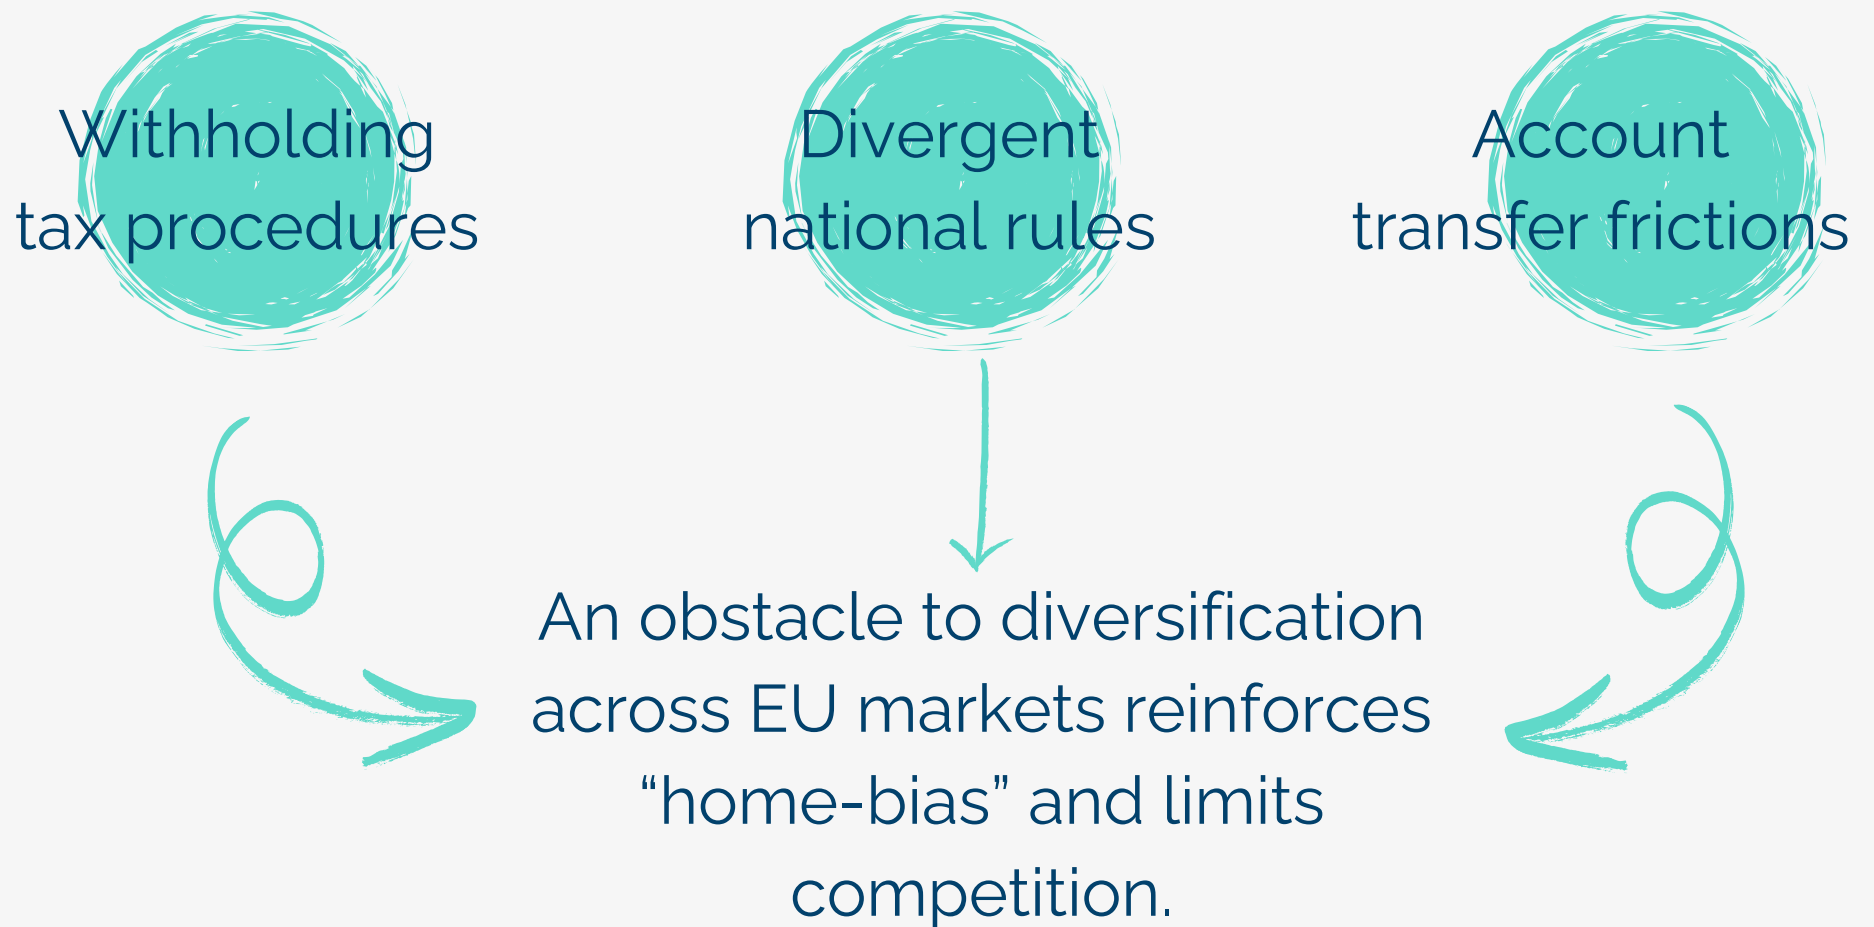 Withholding
tax procedures
Divergent
national rules
Account
transfer frictions
An obstacle to diversification
across EU markets reinforces
“home-bias” and limits
competition.